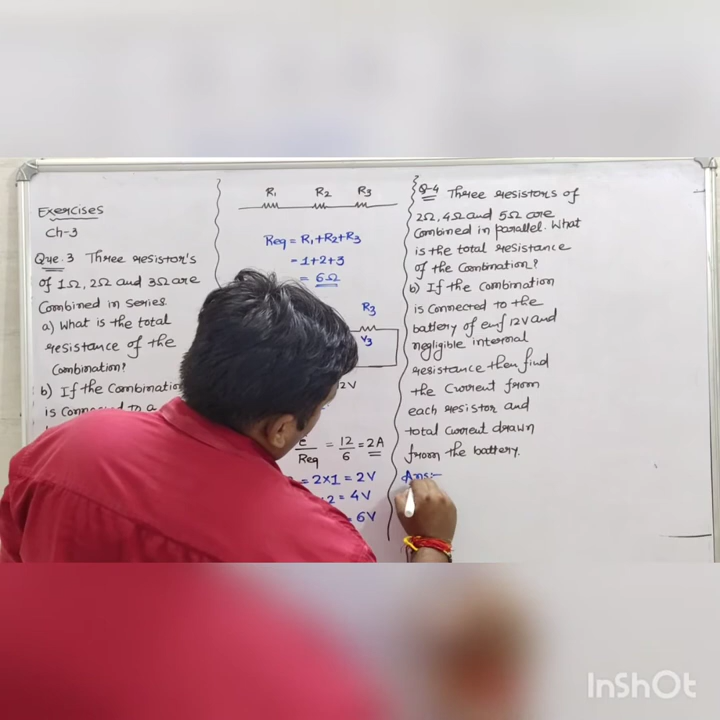 Exercises
Ch-3
Que.3 Three resistor's
of 1Ω, 2Ω and 3Ω are
Combined in series
a) What is the total
resistance of the
Combination?
b) If the Combinatio
is Conn to a
R1 R2 R3
Req = R1+R2+R3
= 1+2+3
= 6Ω
R3
V3
2V
e/Req = 12/6 = 2A
= 2×1 = 2V
2 = 4V
= 6V
Q-4 Three resistors of
2Ω, 4Ω and 5Ω are
Combined in parallel. What
is the total resistance
of the Combination?
b) If the Combination
is connected to the
battery of emf 12V and
negligible internal
resistance then find
the Current from
each resistor and
total Current drawn
from the battery.
Ans:-
InShOt